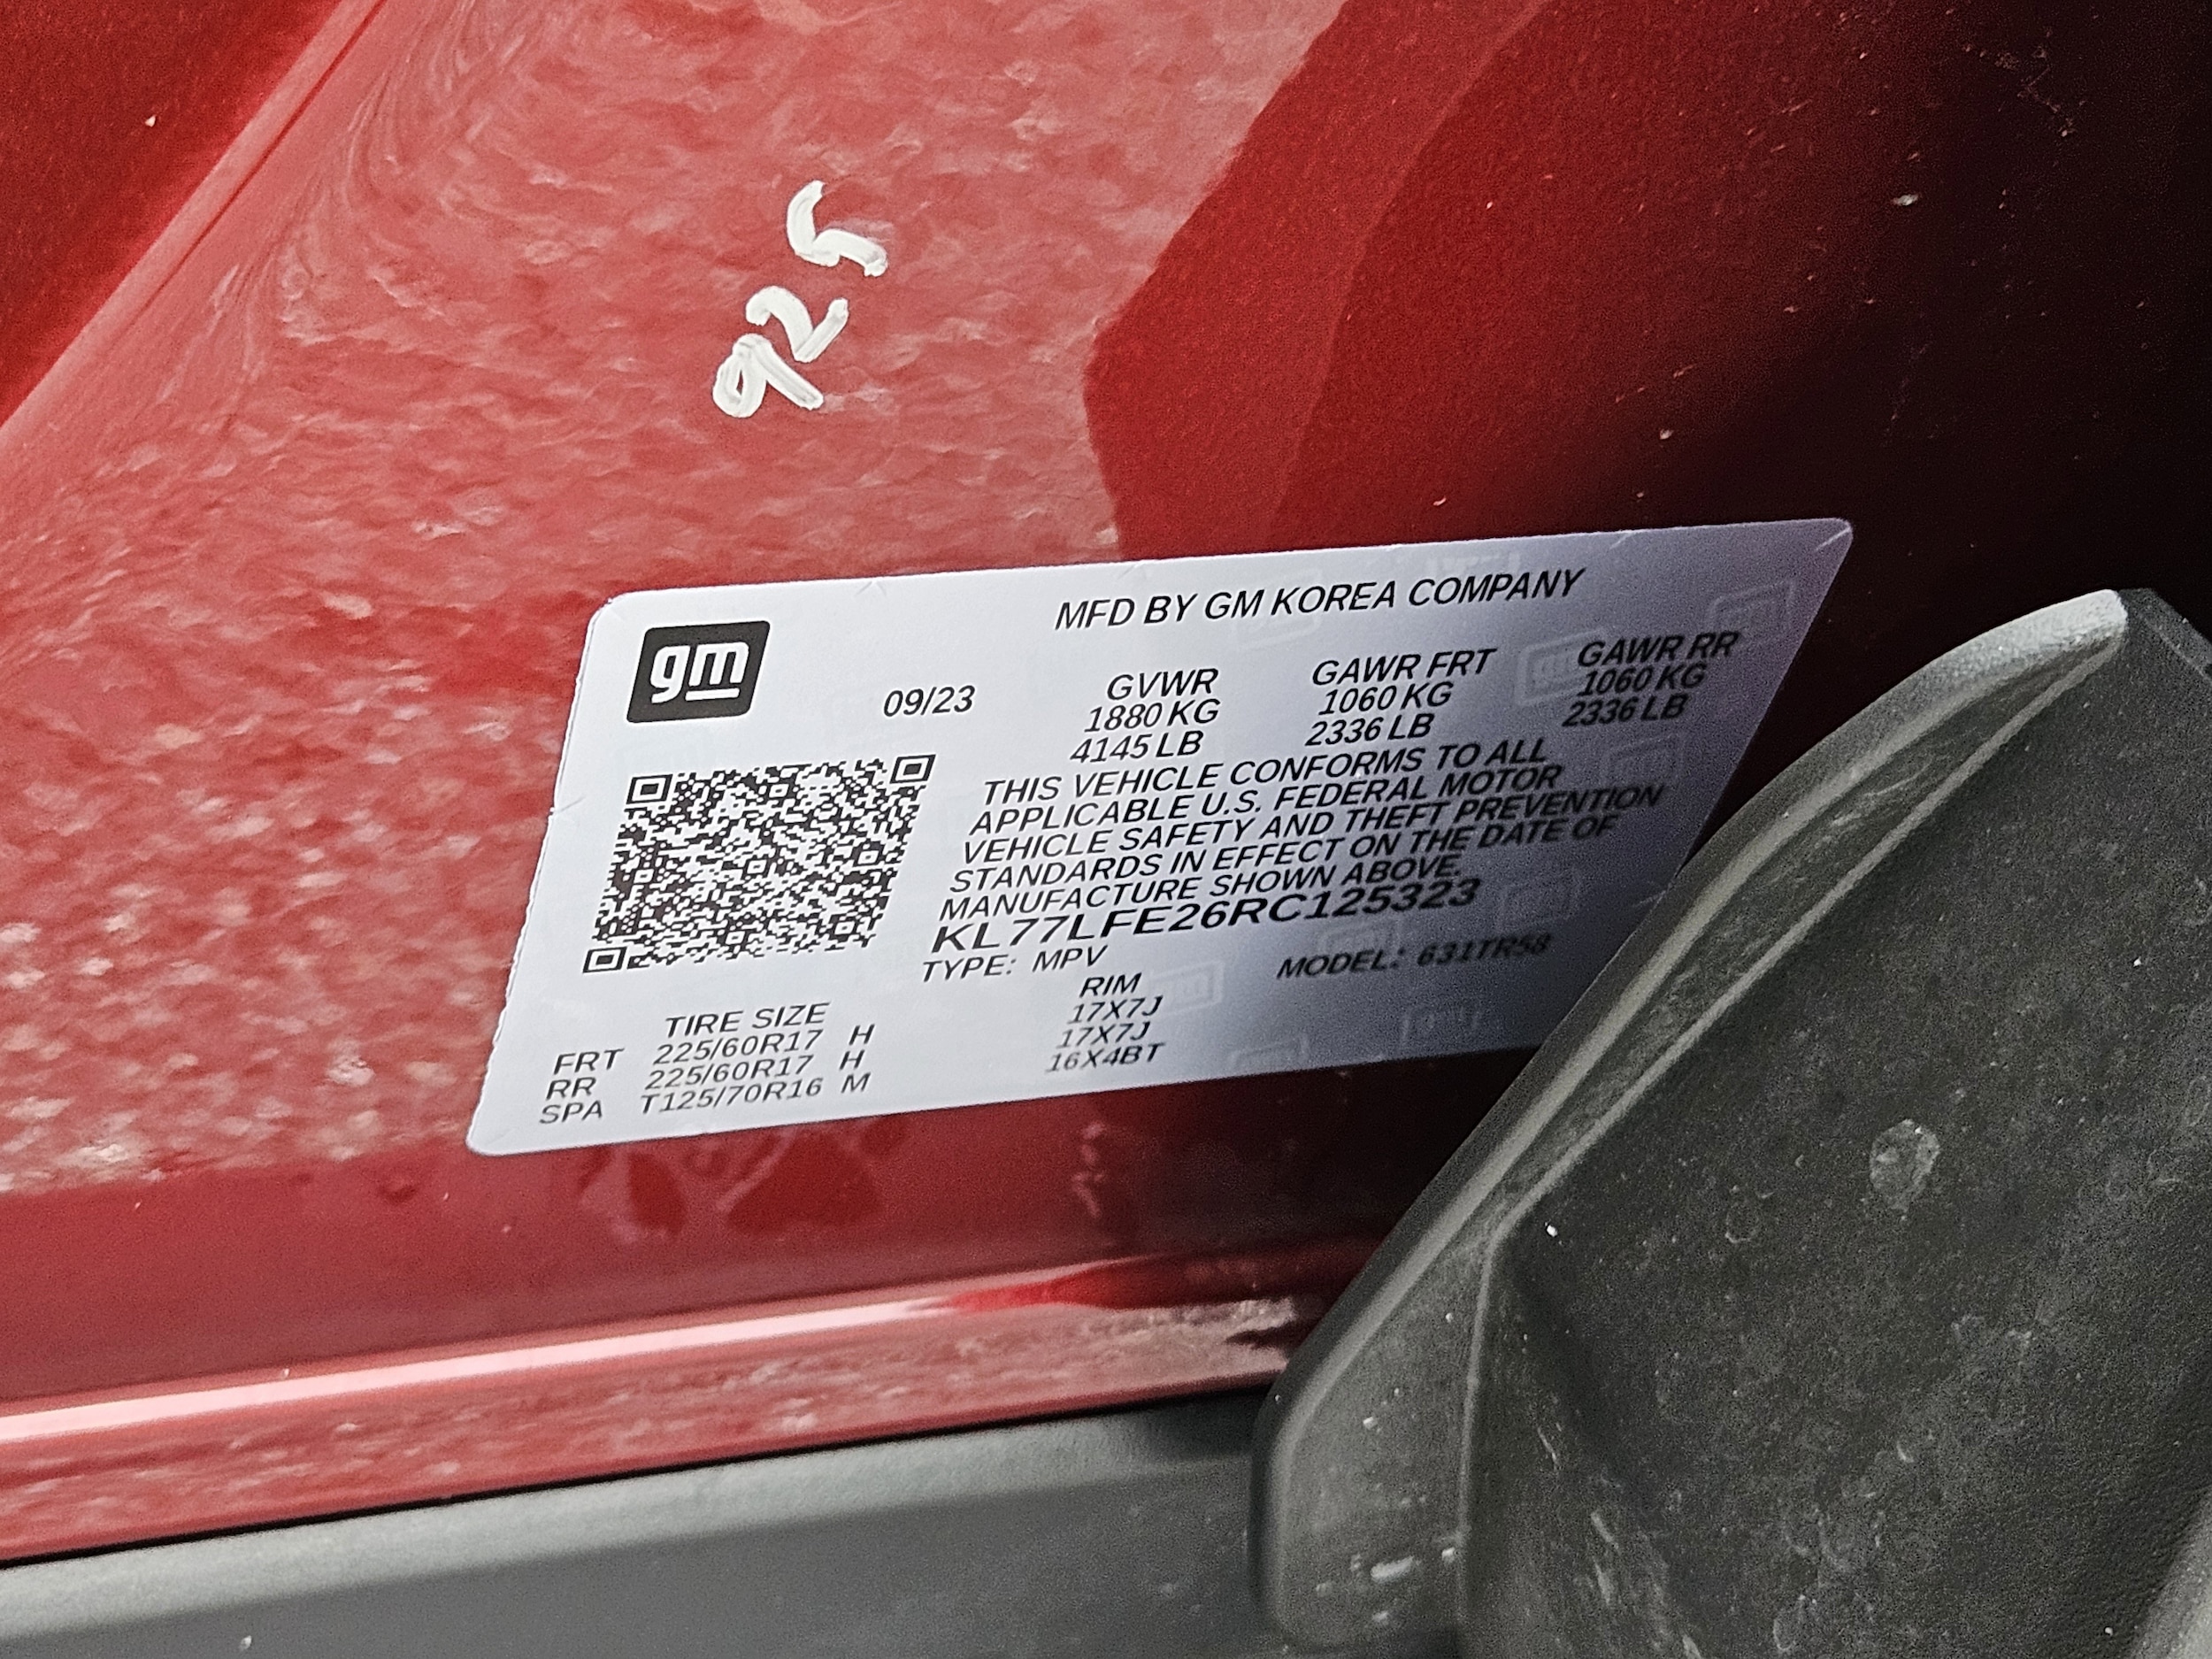 925
MFD BY GM KOREA COMPANY
gm
09/23
GVWR GAWR FRT GAWR RR
1880 KG 1060 KG 1060 KG
4145 LB 2336 LB 2336 LB
THIS VEHICLE CONFORMS TO ALL
APPLICABLE U.S. FEDERAL MOTOR
VEHICLE SAFETY AND THEFT PREVENTION
STANDARDS IN EFFECT ON THE DATE OF
MANUFACTURE SHOWN ABOVE.
KL77LFE26RC125323
TYPE: MPV MODEL: 631TR58
TIRE SIZE RIM
FRT 225/60R17 H 17X7J
RR 225/60R17 H 17X7J
SPA T125/70R16 M 16X4BT